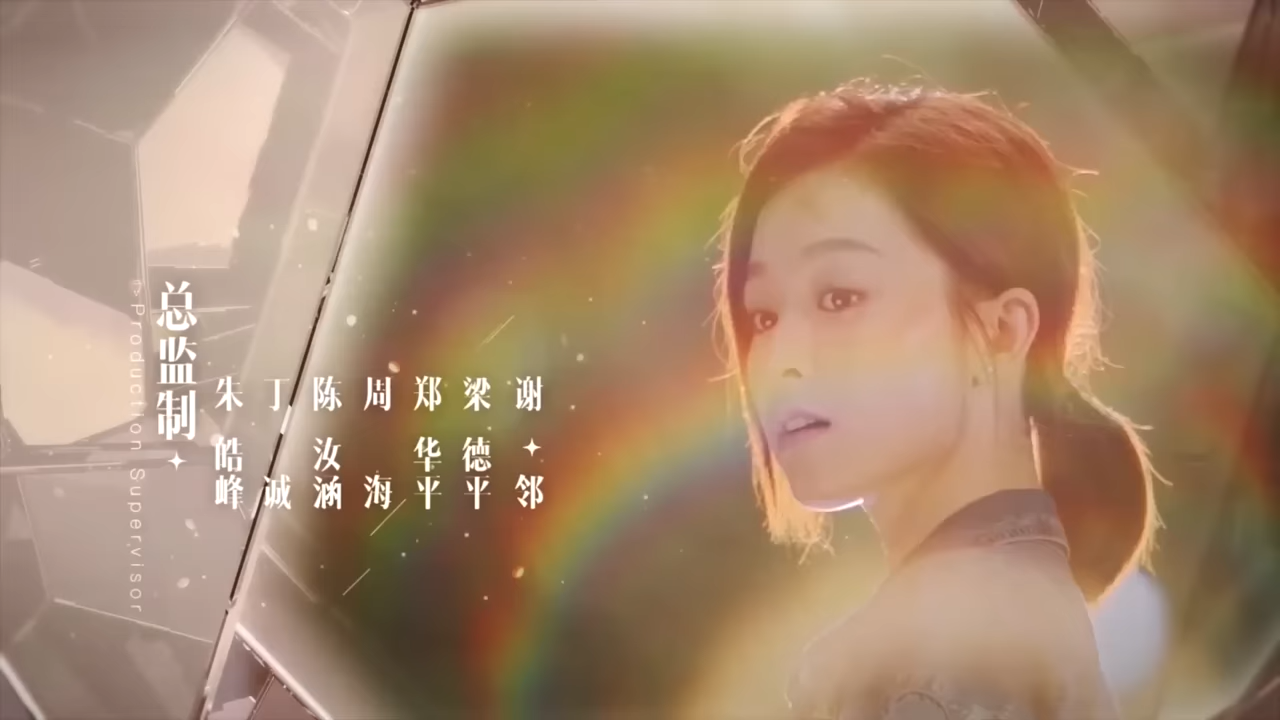 总监制
Production Supervisor
朱皓峰
丁诚
陈汝涵
周海
郑华平
梁德平
谢邻